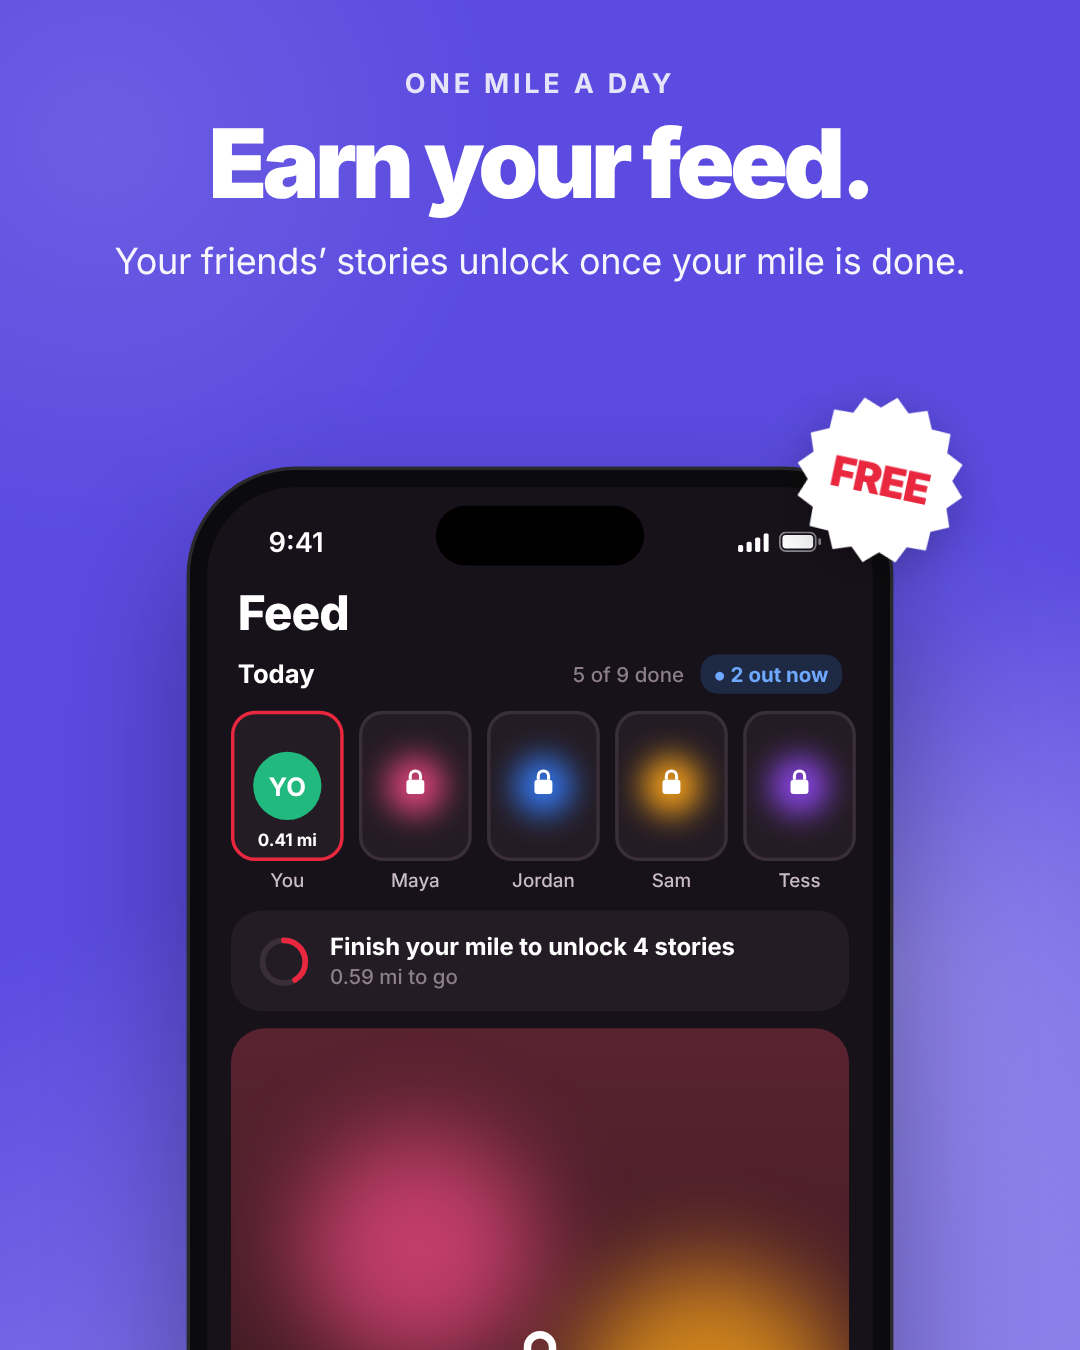 ONE MILE A DAY
Earn your feed.
Your friends’ stories unlock once your mile is done.
FREE
9:41
Feed
Today
5 of 9 done
• 2 out now
YO
0.41 mi
You
Maya
Jordan
Sam
Tess
Finish your mile to unlock 4 stories
0.59 mi to go